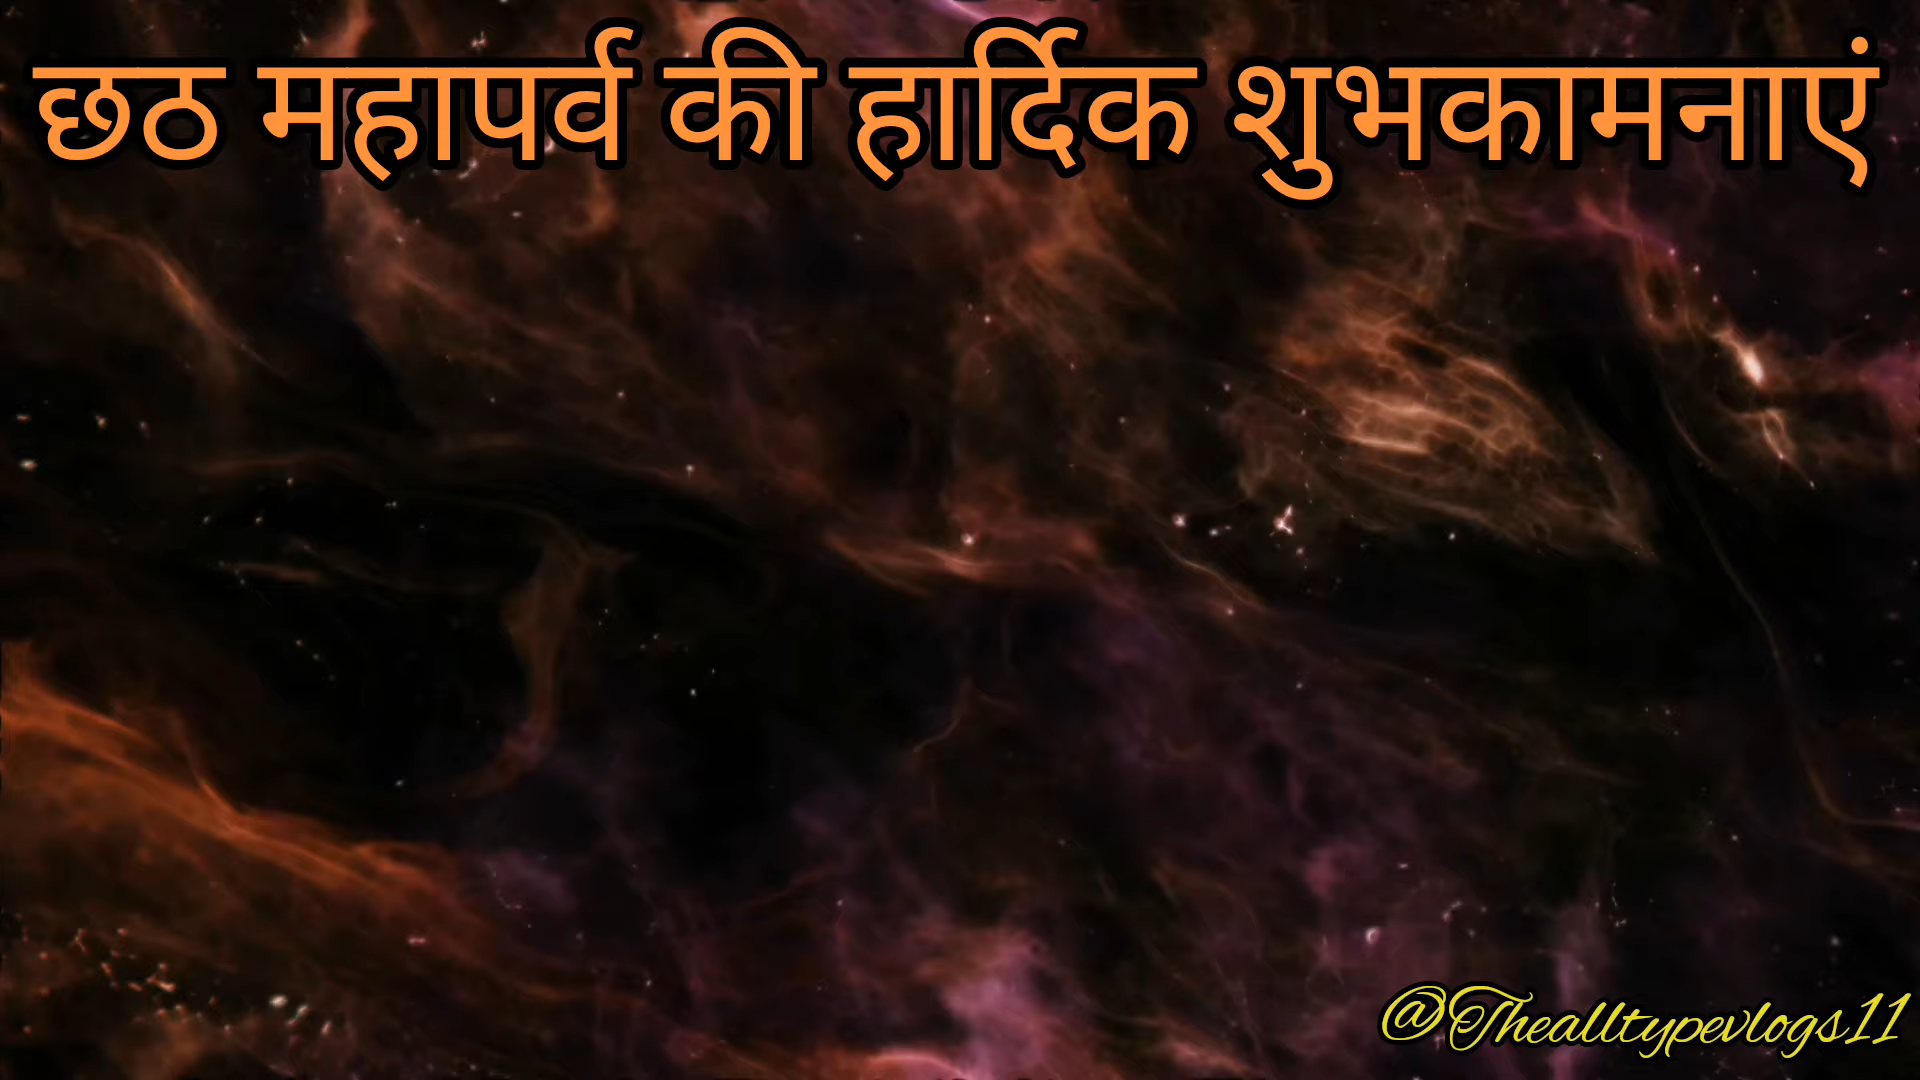 छठ महापर्व की हार्दिक शुभकामनाएं
@Thealltypevlogs11